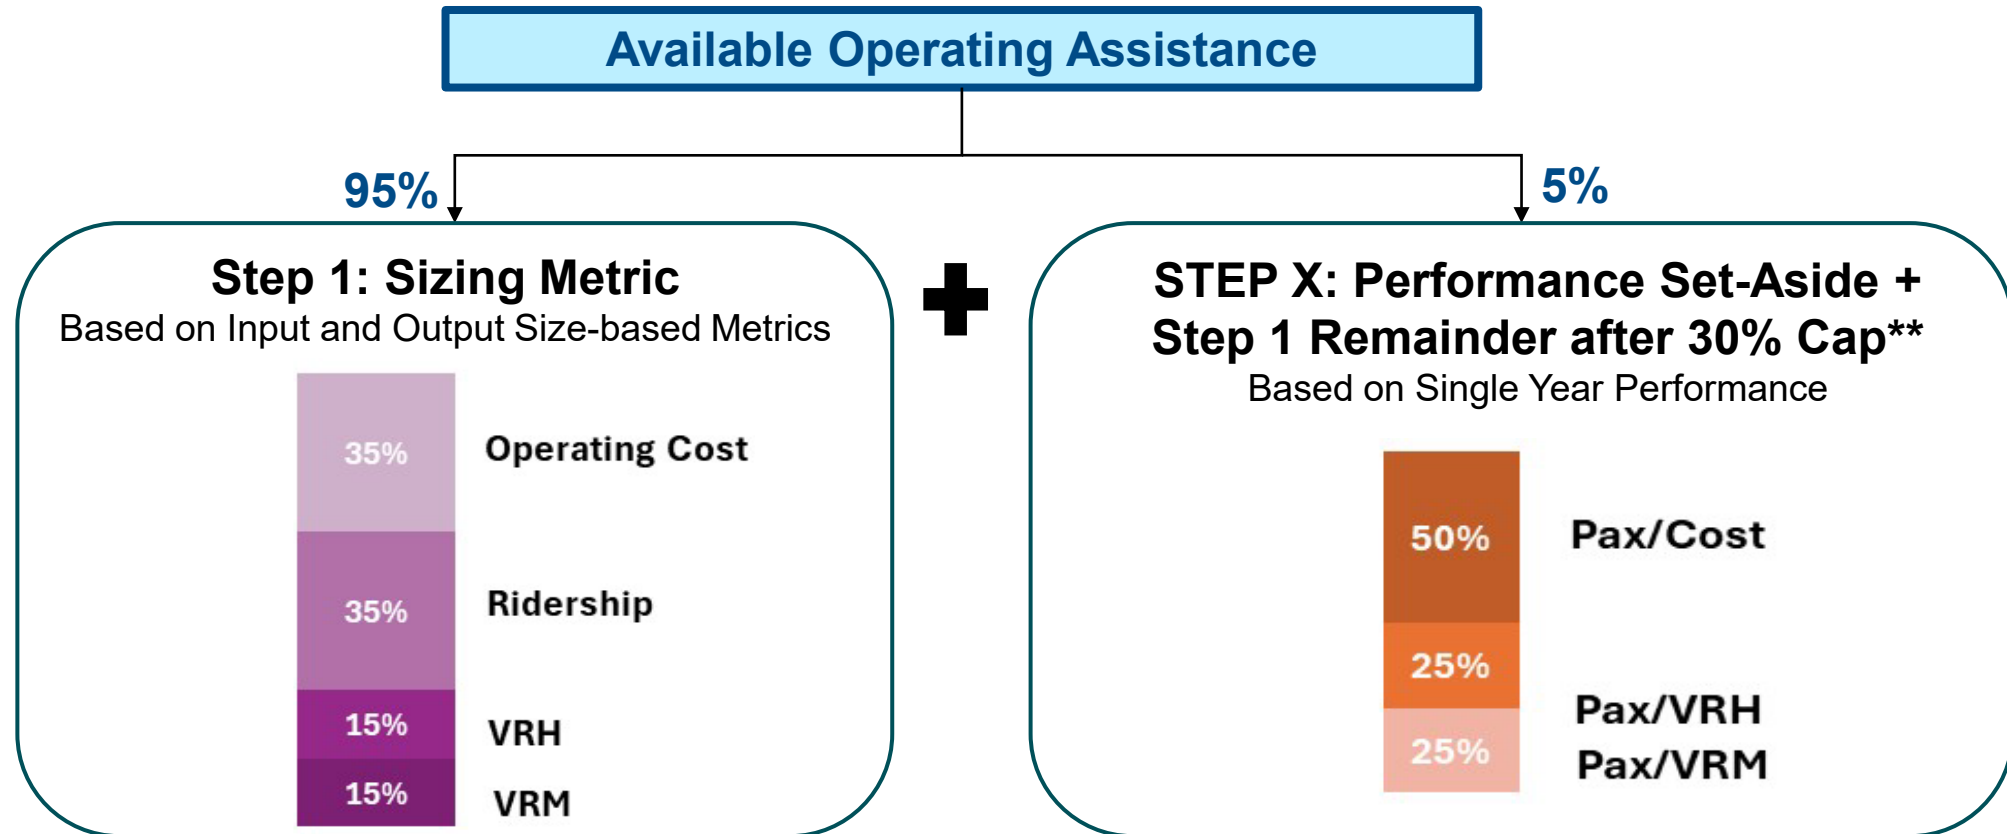 Available Operating Assistance
95%
5%
Step 1: Sizing Metric
Based on Input and Output Size-based Metrics
35%
Operating Cost
35%
Ridership
15%
VRH
15%
VRM
STEP X: Performance Set-Aside +
Step 1 Remainder after 30% Cap**
Based on Single Year Performance
50%
Pax/Cost
25%
Pax/VRH
25%
Pax/VRM